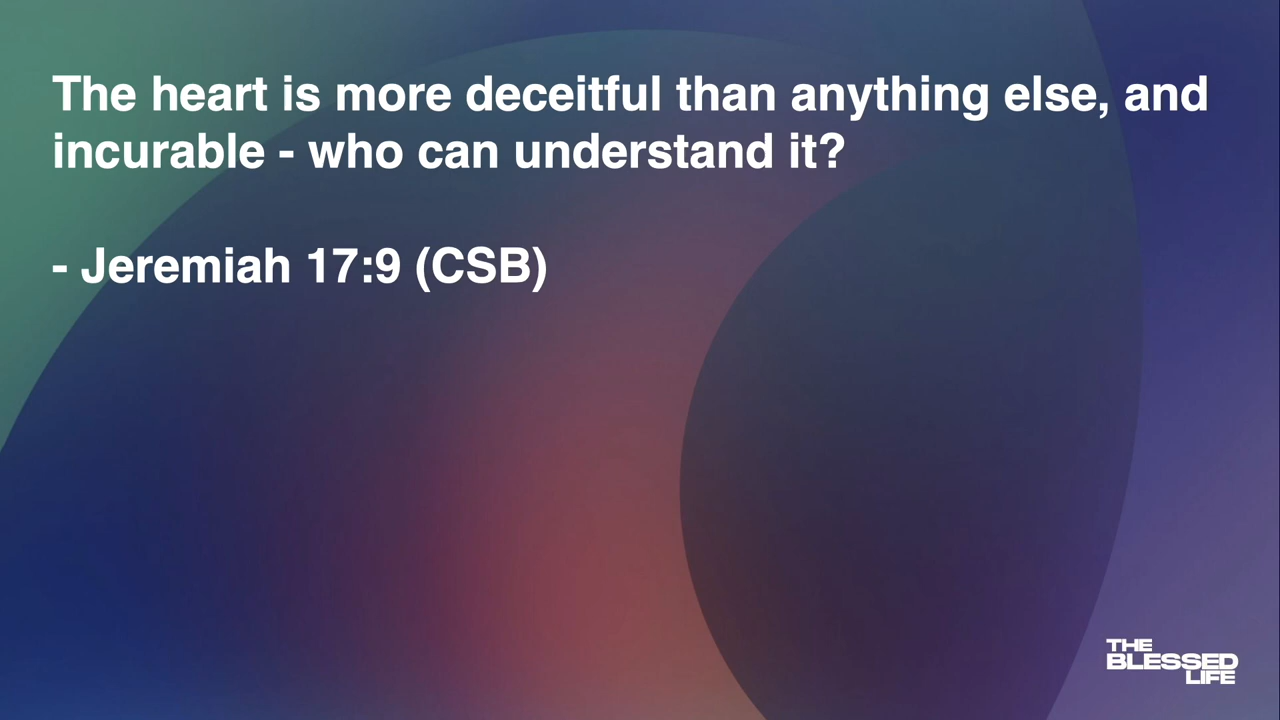 The heart is more deceitful than anything else, and
incurable - who can understand it?
- Jeremiah 17:9 (CSB)
THE
BLESSED
LIFE